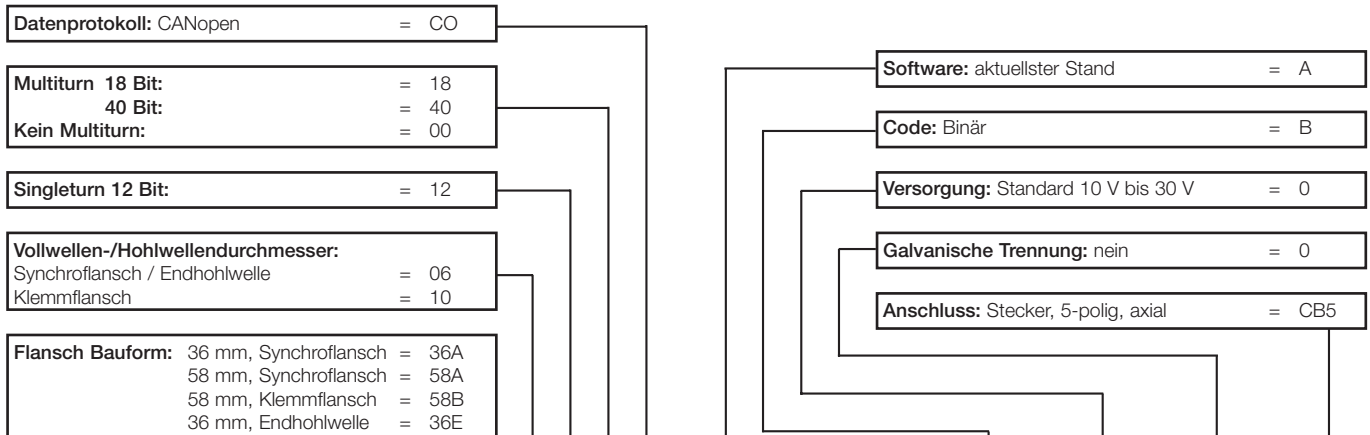 Datenprotokoll: CANopen = CO
Multiturn 18 Bit: = 18
40 Bit: = 40
Kein Multiturn: = 00
Singleturn 12 Bit: = 12
Vollwellen-/Hohlwellendurchmesser:
Synchroflansch / Endhohlwelle = 06
Klemmflansch = 10
Flansch Bauform: 36 mm, Synchroflansch = 36A
58 mm, Synchroflansch = 58A
58 mm, Klemmflansch = 58B
36 mm, Endhohlwelle = 36E
Software: aktuellster Stand = A
Code: Binär = B
Versorgung: Standard 10 V bis 30 V = 0
Galvanische Trennung: nein = 0
Anschluss: Stecker, 5-polig, axial = CB5